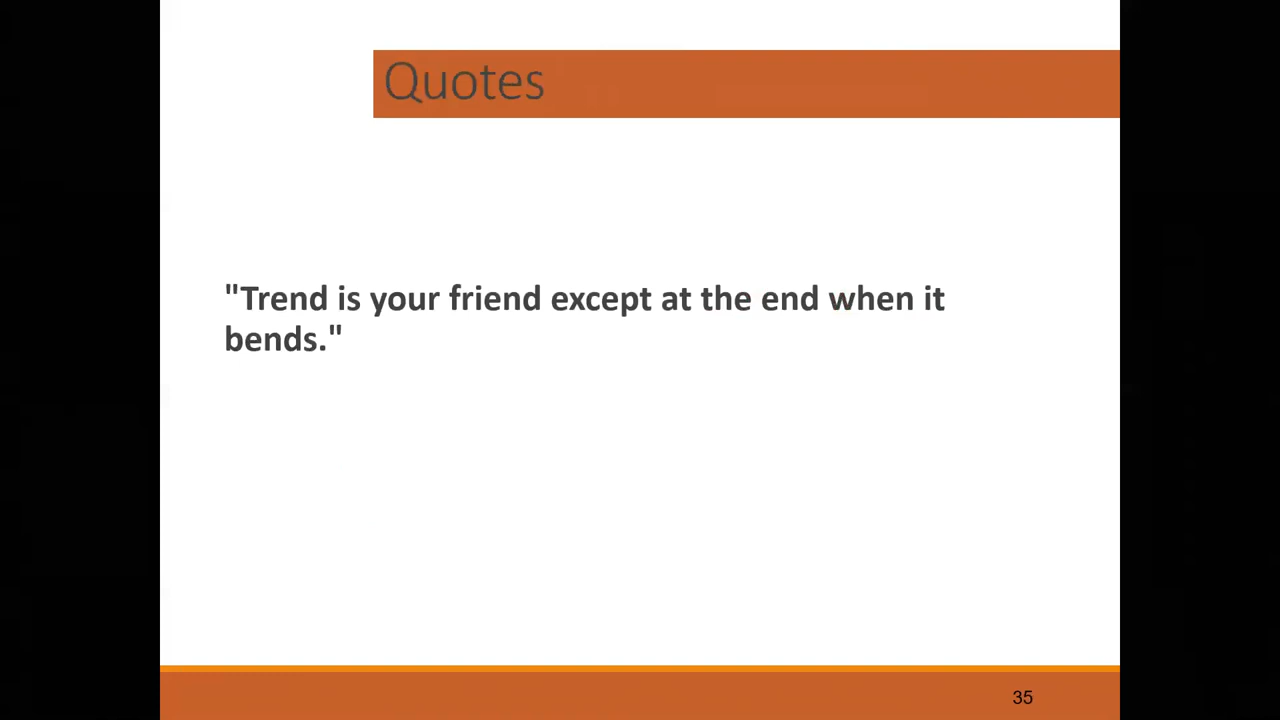 Quotes
"Trend is your friend except at the end when it
bends."
35